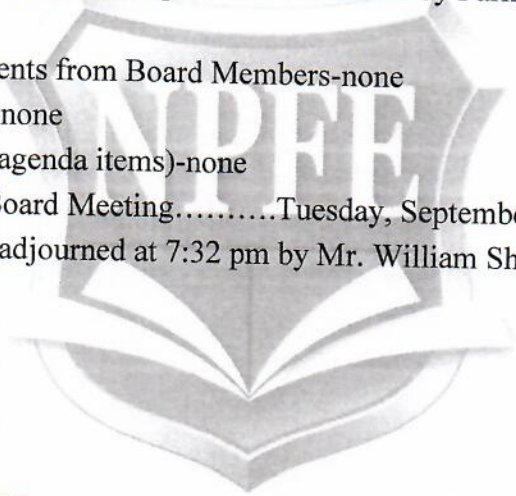 ents from Board Members-none
none
agenda items)-none
Board Meeting..........Tuesday, Septembe
adjourned at 7:32 pm by Mr. William Sh
NPFE